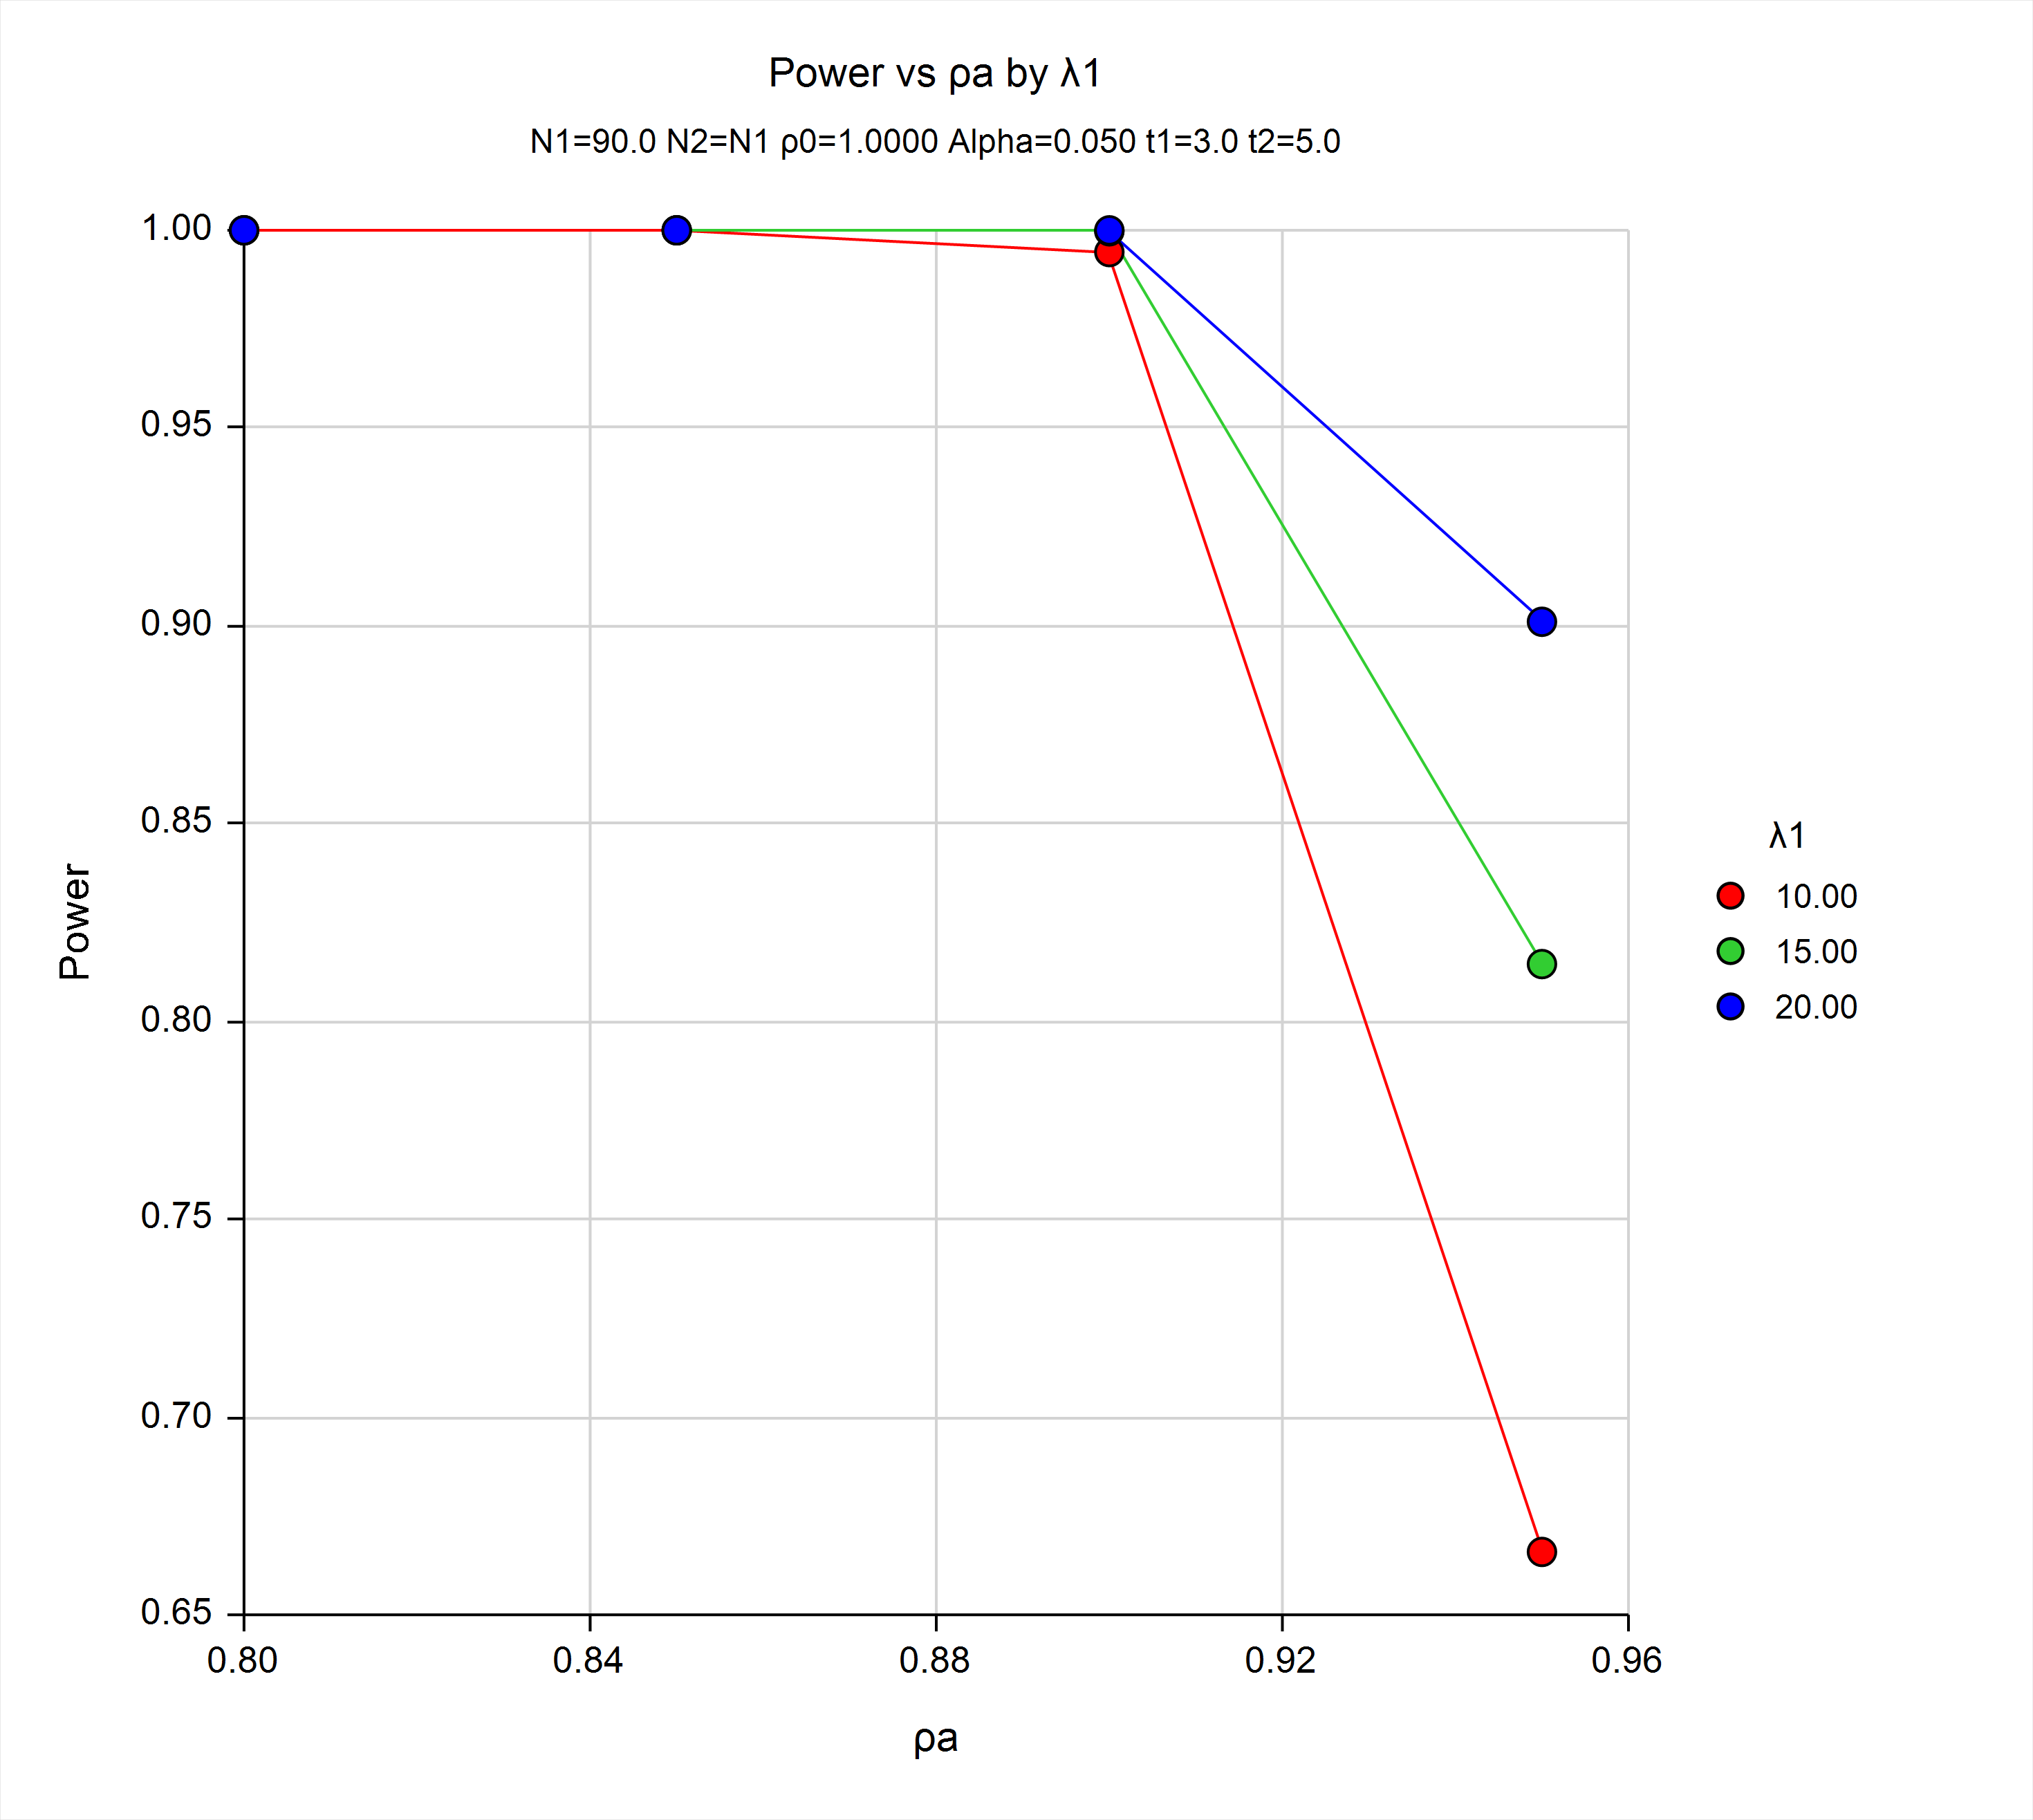 Power vs ρa by λ1
N1=90.0 N2=N1 ρ0=1.0000 Alpha=0.050 t1=3.0 t2=5.0
1.00
0.95
0.90
0.85
0.80
0.75
0.70
0.65
Power
0.80 0.84 0.88 0.92 0.96
ρa
λ1
10.00
15.00
20.00